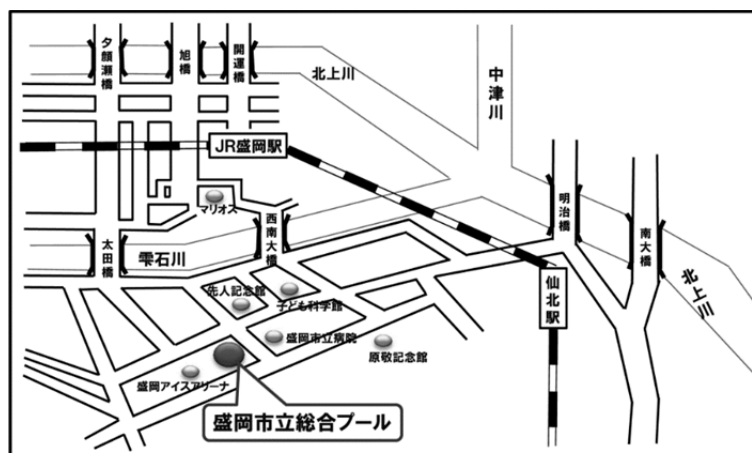 夕顔瀬橋
旭橋
開運橋
北上川
中津川
JR盛岡駅
マリオス
西南大橋
明治橋
南大橋
太田橋
雫石川
北上川
先人記念館
子ども科学館
仙北駅
盛岡市立病院
原敬記念館
盛岡アイスアリーナ
盛岡市立総合プール